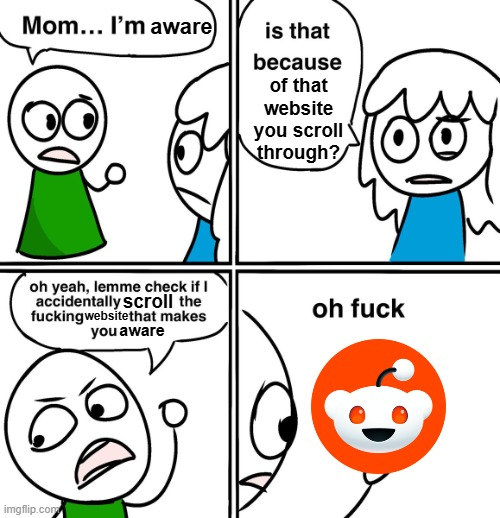 Mom... I'm aware
is that
because
of that
website
you scroll
through?
oh yeah, lemme check if I
accidentally scroll the
fucking website that makes
you aware
oh fuck
imgflip.com